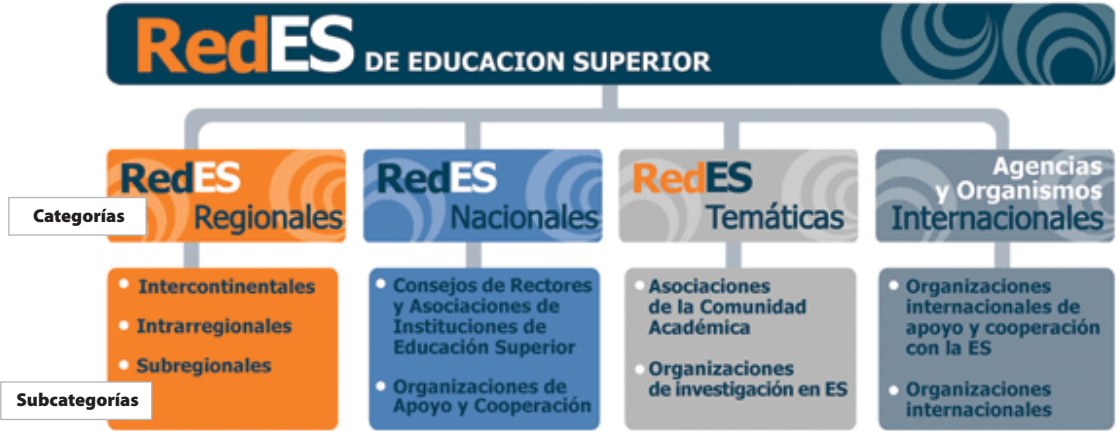 RedES DE EDUCACION SUPERIOR
RedES
Regionales
RedES
Nacionales
RedES
Temáticas
Agencias
y Organismos
Internacionales
Categorías
Intercontinentales
Intrarregionales
Subregionales
Consejos de Rectores
y Asociaciones de
Instituciones de
Educación Superior
Organizaciones de
Apoyo y Cooperación
Asociaciones
de la Comunidad
Académica
Organizaciones
de investigación en ES
Organizaciones
internacionales de
apoyo y cooperación
con la ES
Organizaciones
internacionales
Subcategorías